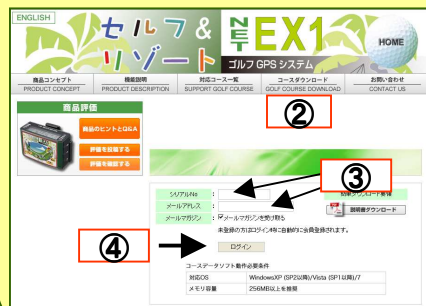 ENGLISH
セルフ&
リゾート
NET EX1
ゴルフ GPS システム
HOME
商品コンセプト 機能説明 対応コース一覧 コースダウンロード お問い合わせ
PRODUCT CONCEPT PRODUCT DESCRIPTION SUPPORT GOLF COURSE GOLF COURSE DOWNLOAD CONTACT US
②
商品評価
商品のヒントとQ&A
評価を投稿する
評価を確認する
シリアルNo :
③
メールアドレス :
説明書ダウンロード
メールマガジン : メールマガジンを受け取る
未登録の方はログイン時に自動的に会員登録されます。
④
ログイン
コースデータソフト動作必要条件
対応OS WindowsXP (SP2以降)/Vista (SP1以降)/7
メモリ容量 256MB以上を推奨